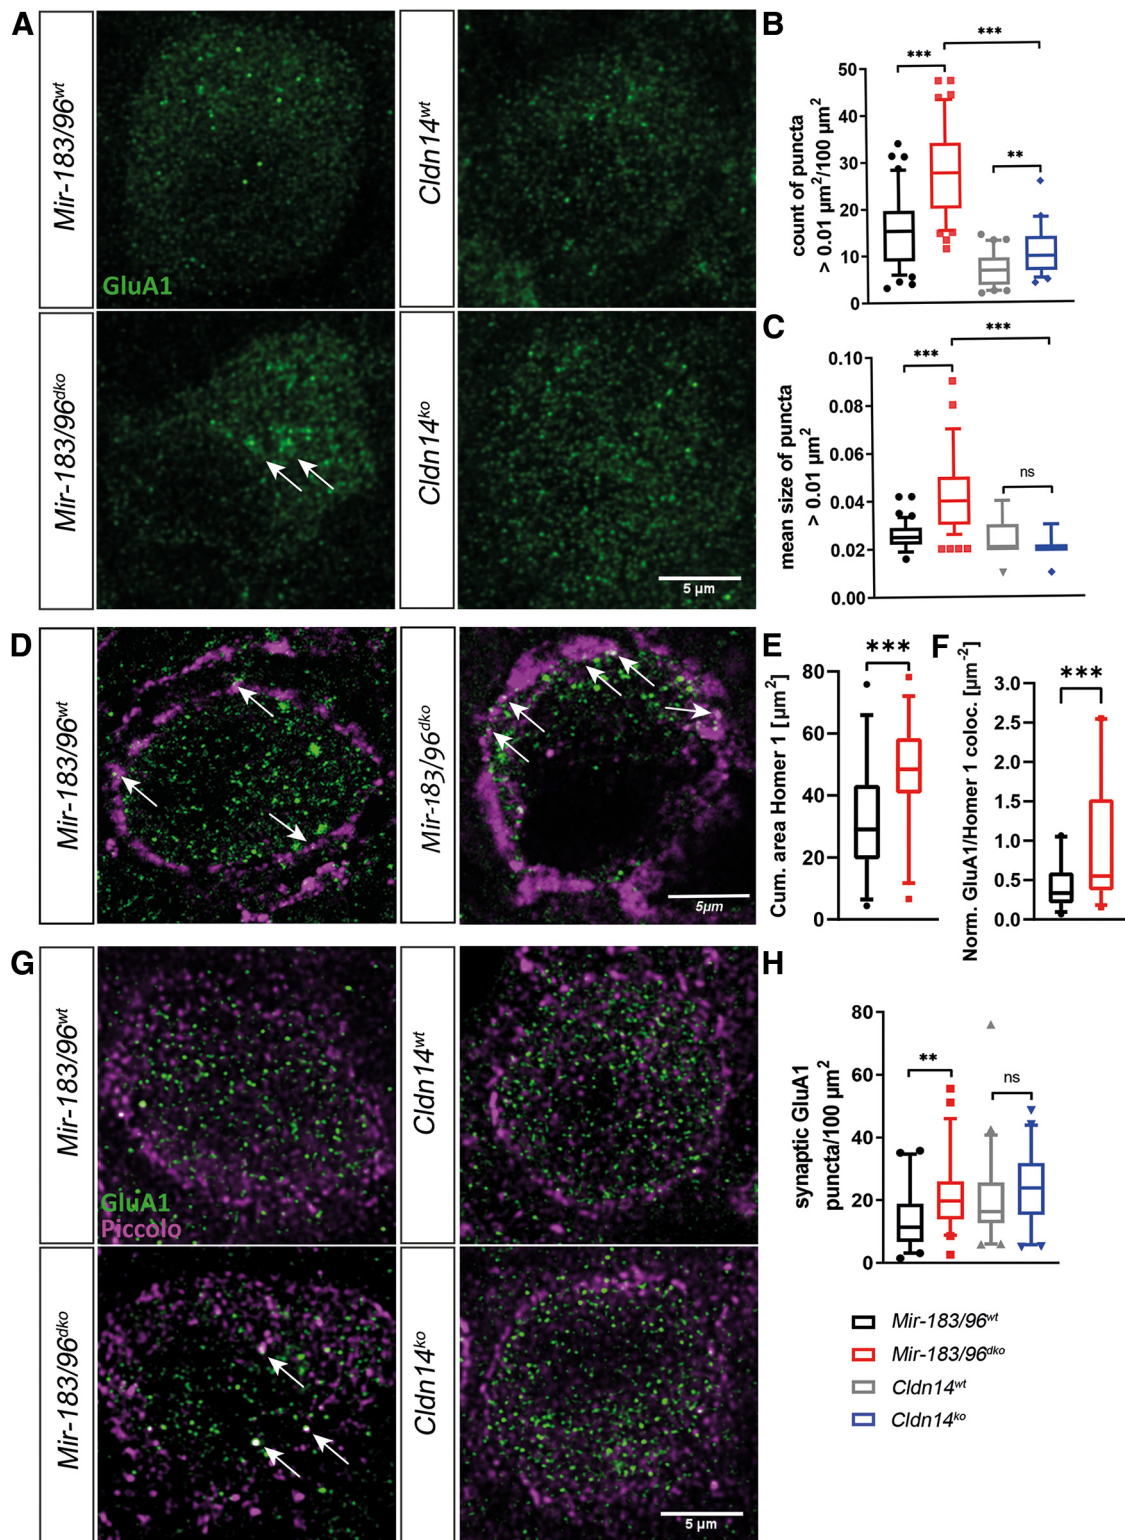 A
Mir-183/96wt
GluA1
Cldn14wt
Mir-183/96dko
Cldn14ko
5 µm
B
count of puncta
> 0.01 µm2/100 µm2
50
40
30
20
10
0
***
***
**
C
mean size of puncta
> 0.01 µm2
0.10
0.08
0.06
0.04
0.02
0.00
***
***
ns
D
Mir-183/96wt
Mir-183/96dko
5µm
E
Cum. area Homer 1 [µm2]
80
60
40
20
0
***
F
Norm. GluA1/Homer 1 coloc. [µm-2]
3.0
2.5
2.0
1.5
1.0
0.5
0.0
***
G
Mir-183/96wt
GluA1
Piccolo
Cldn14wt
Mir-183/96dko
Cldn14ko
5 µm
H
synaptic GluA1
puncta/100 µm2
80
60
40
20
0
**
ns
Mir-183/96wt
Mir-183/96dko
Cldn14wt
Cldn14ko